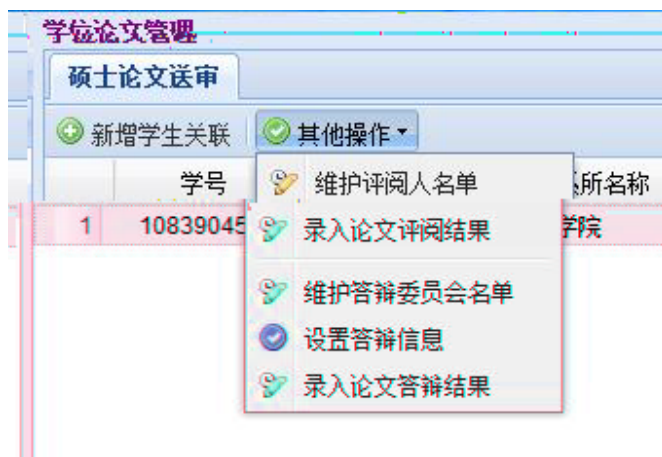 学位论文管理
硕士论文送审
新增学生关联 其他操作
学号 所名称
1 10839045 学院
维护评阅人名单
录入论文评阅结果
维护答辩委员会名单
设置答辩信息
录入论文答辩结果